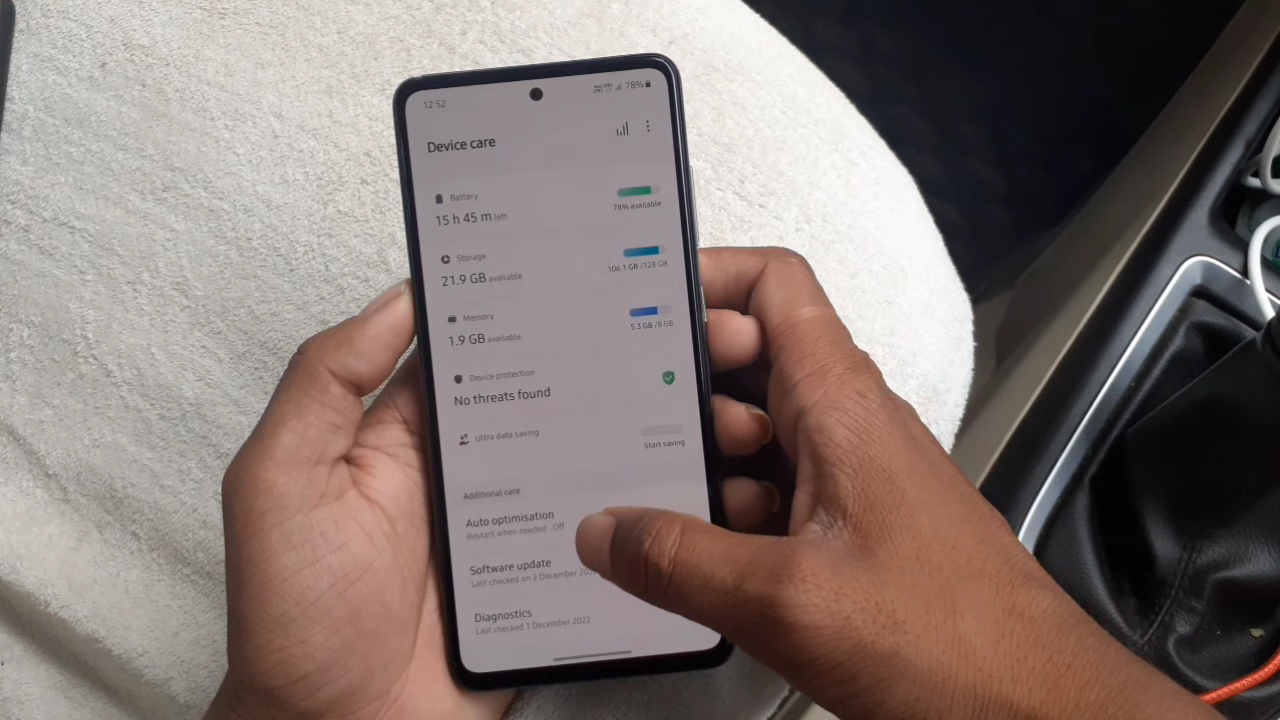 12:52
78%
Device care
Battery
15 h 45 m left
78% available
Storage
21.9 GB available
106.1 GB /128 GB
Memory
1.9 GB available
5.3 GB /8 GB
Device protection
No threats found
Ultra data saving
Start saving
Additional care
Auto optimisation
Restart when needed : Off
Software update
Last checked on 2 December
Diagnostics
Last checked 1 December 2022